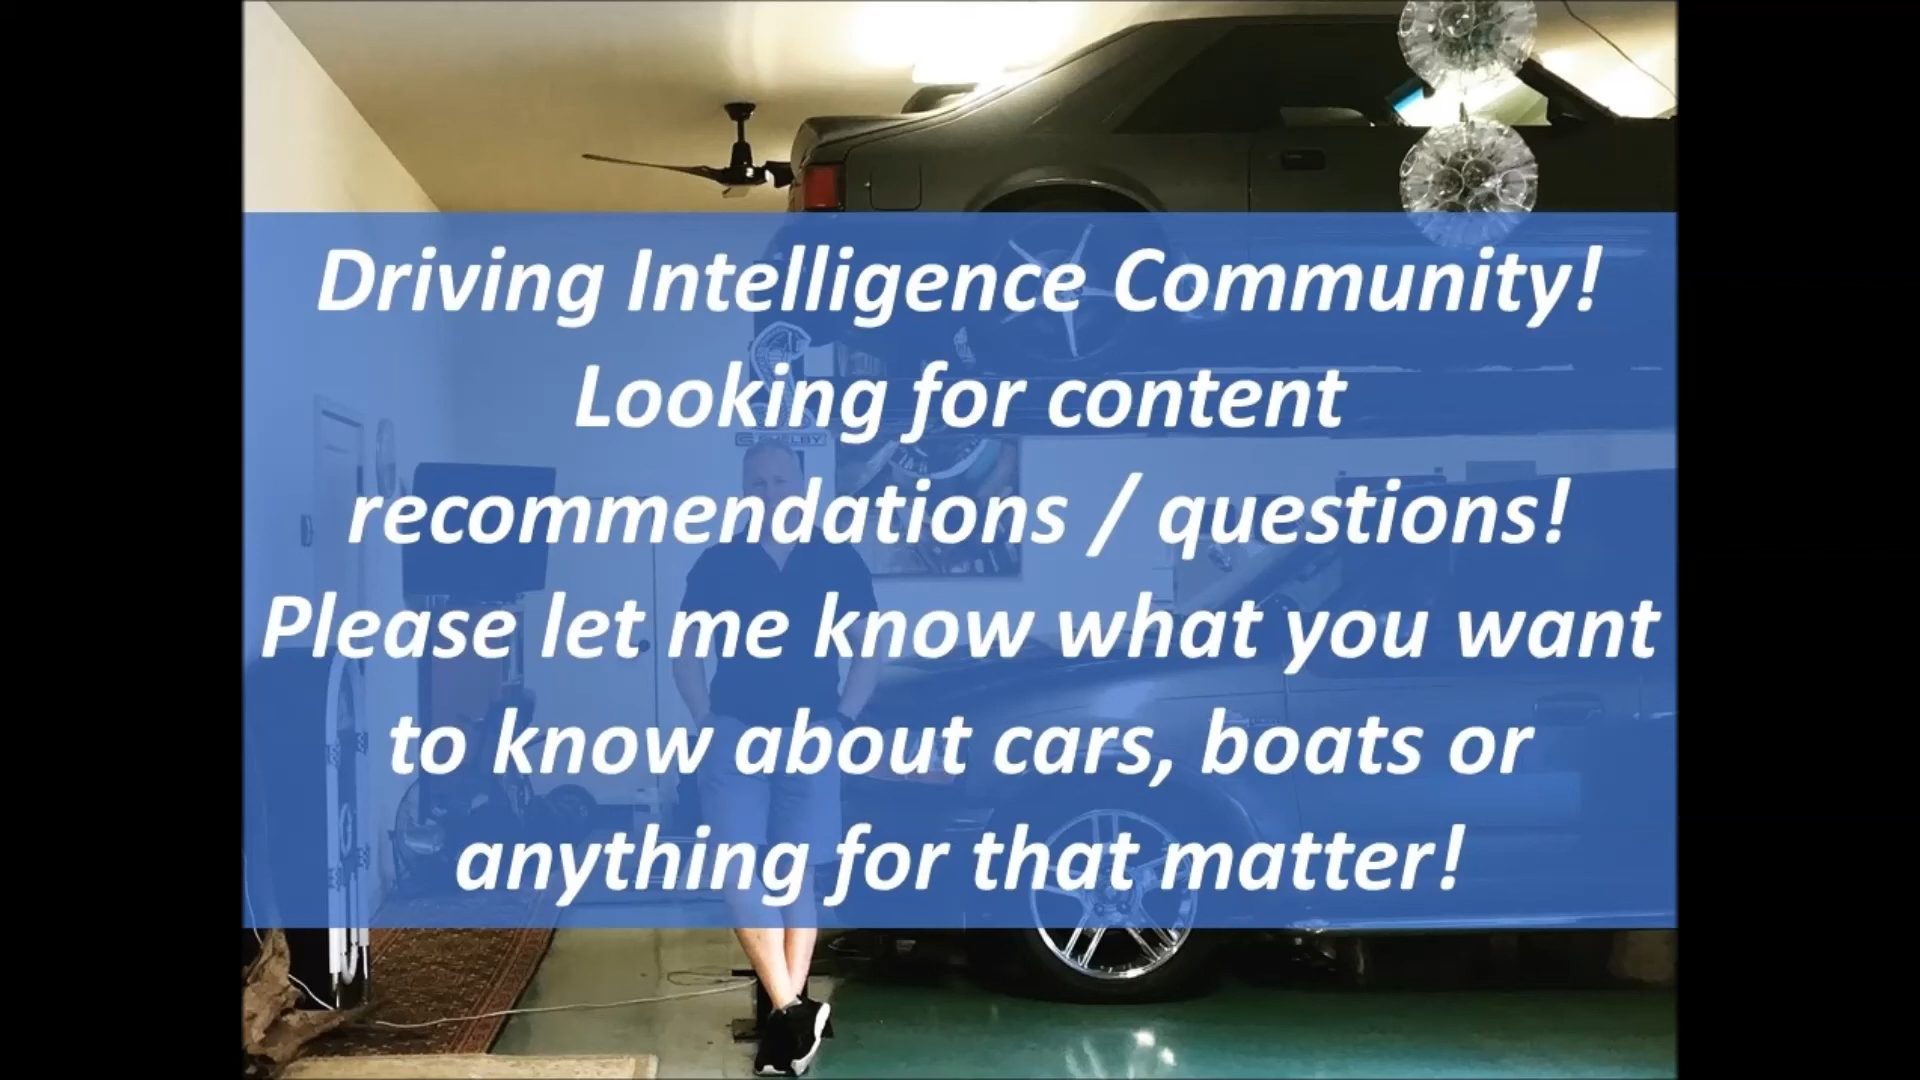 Driving Intelligence Community!
Looking for content
recommendations / questions!
Please let me know what you want
to know about cars, boats or
anything for that matter!
SHELBY